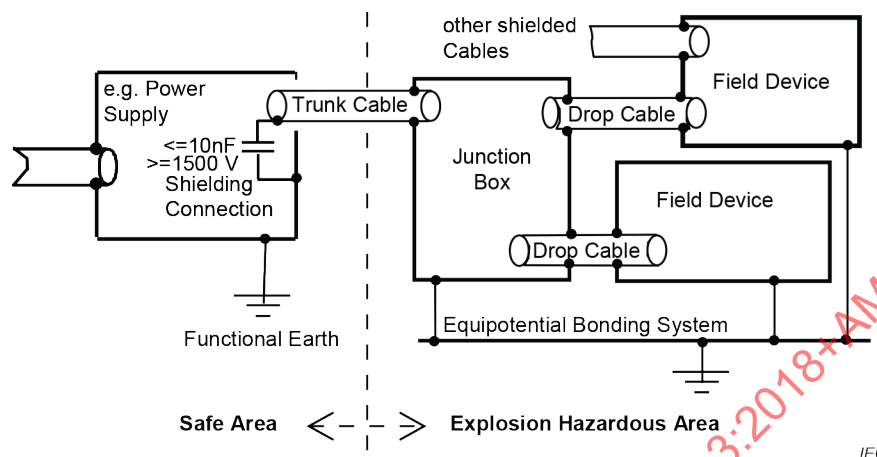 other shielded
Cables
Field Device
e.g. Power
Supply
Trunk Cable
Drop Cable
<=10nF
>=1500 V
Shielding
Connection
Junction
Box
Field Device
Drop Cable
Functional Earth
Equipotential Bonding System
Safe Area
Explosion Hazardous Area
3:2018+AM
IEC